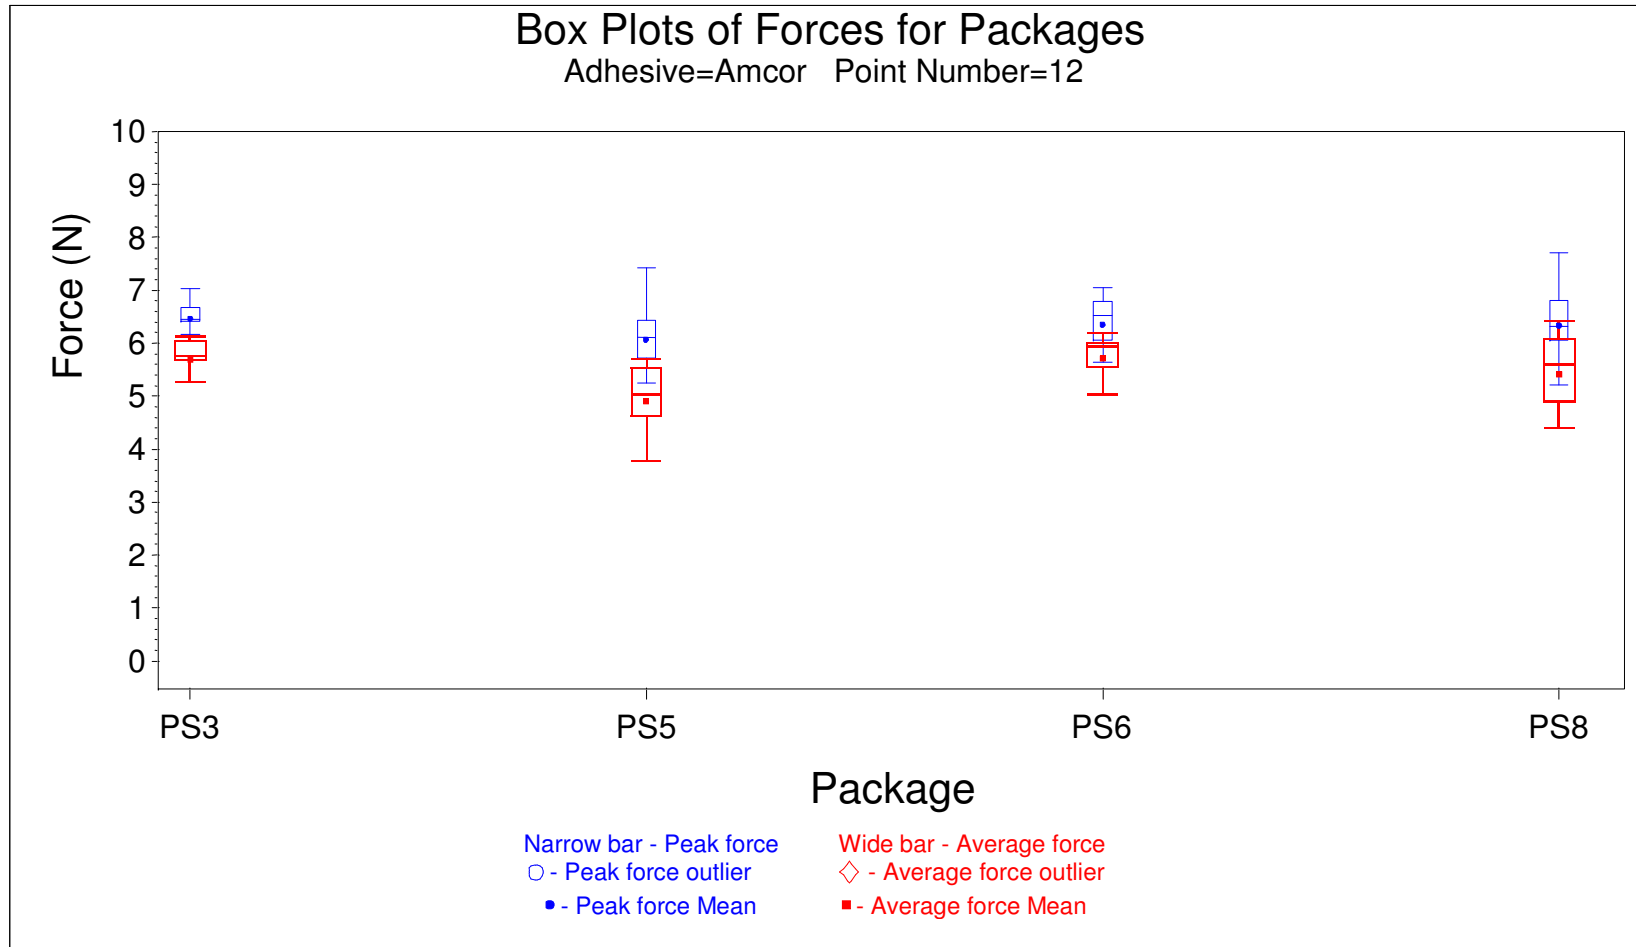 Box Plots of Forces for Packages
Adhesive=Amcor Point Number=12
Force (N)
10
9
8
7
6
5
4
3
2
1
0
PS3 PS5 PS6 PS8
Package
Narrow bar - Peak force Wide bar - Average force
- Peak force outlier - Average force outlier
- Peak force Mean - Average force Mean